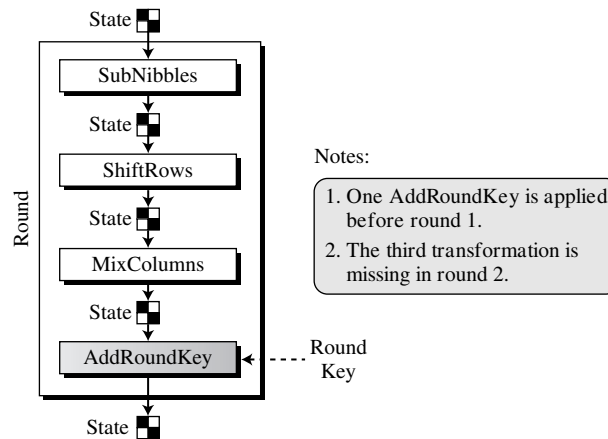 State
SubNibbles
State
ShiftRows
State
MixColumns
State
AddRoundKey
State
Round
Round
Key
Notes:
1. One AddRoundKey is applied
before round 1.
2. The third transformation is
missing in round 2.